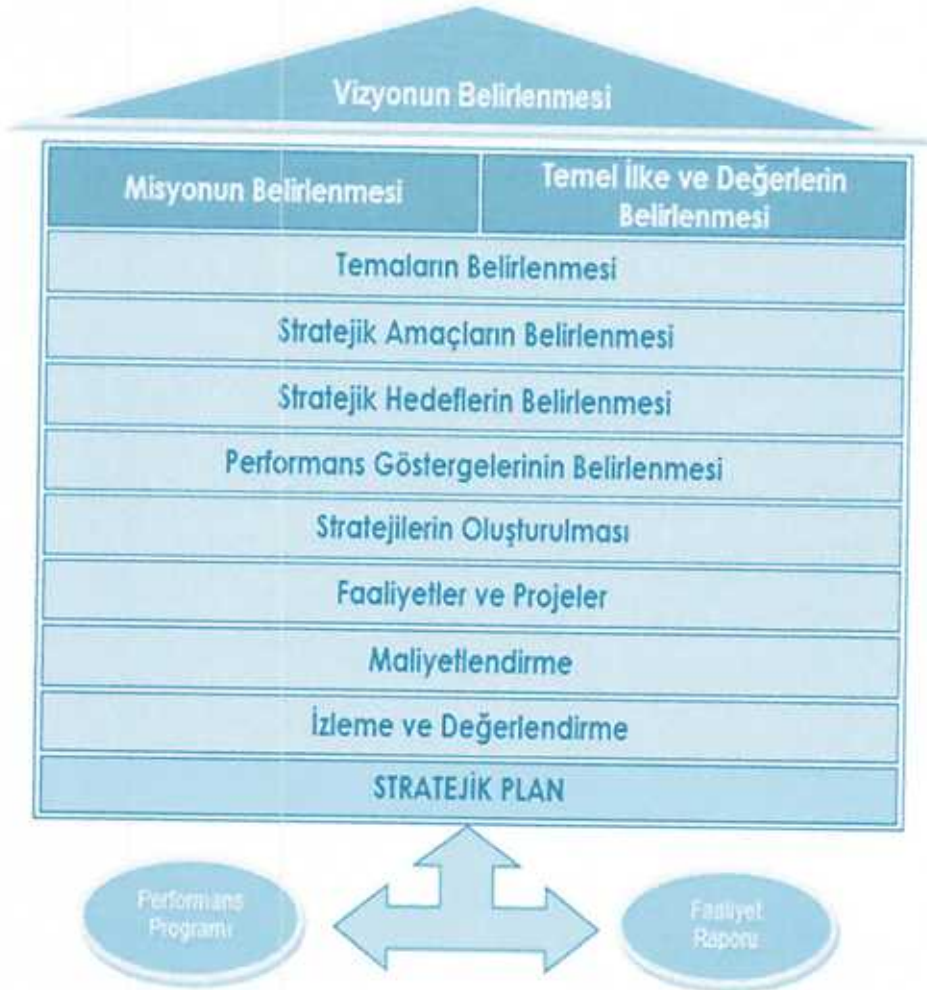 Vizyonun Belirlenmesi
Misyonun Belirlenmesi
Temel İlke ve Değerlerin
Belirlenmesi
Temaların Belirlenmesi
Stratejik Amaçların Belirlenmesi
Stratejik Hedeflerin Belirlenmesi
Performans Göstergelerinin Belirlenmesi
Stratejilerin Oluşturulması
Faaliyetler ve Projeler
Maliyetlendirme
İzleme ve Değerlendirme
STRATEJİK PLAN
Performans
Programı
Faaliyet
Raporu